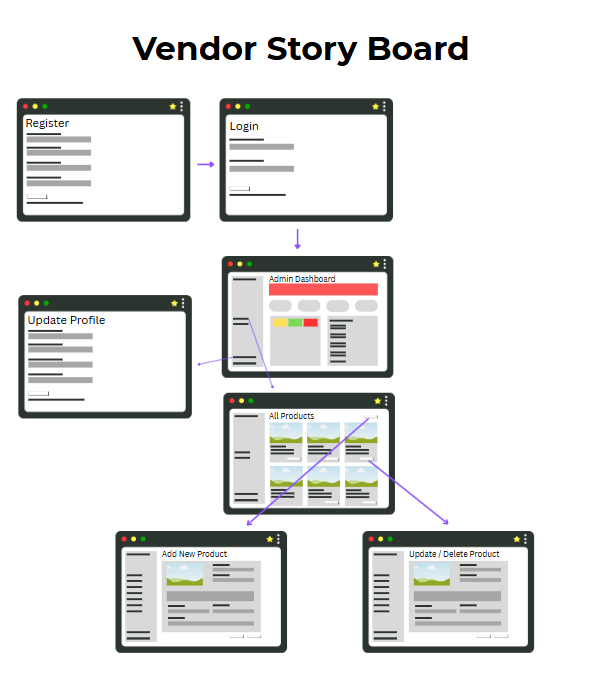 Vendor Story Board
Register
Login
Admin Dashboard
Update Profile
All Products
Add New Product
Update / Delete Product